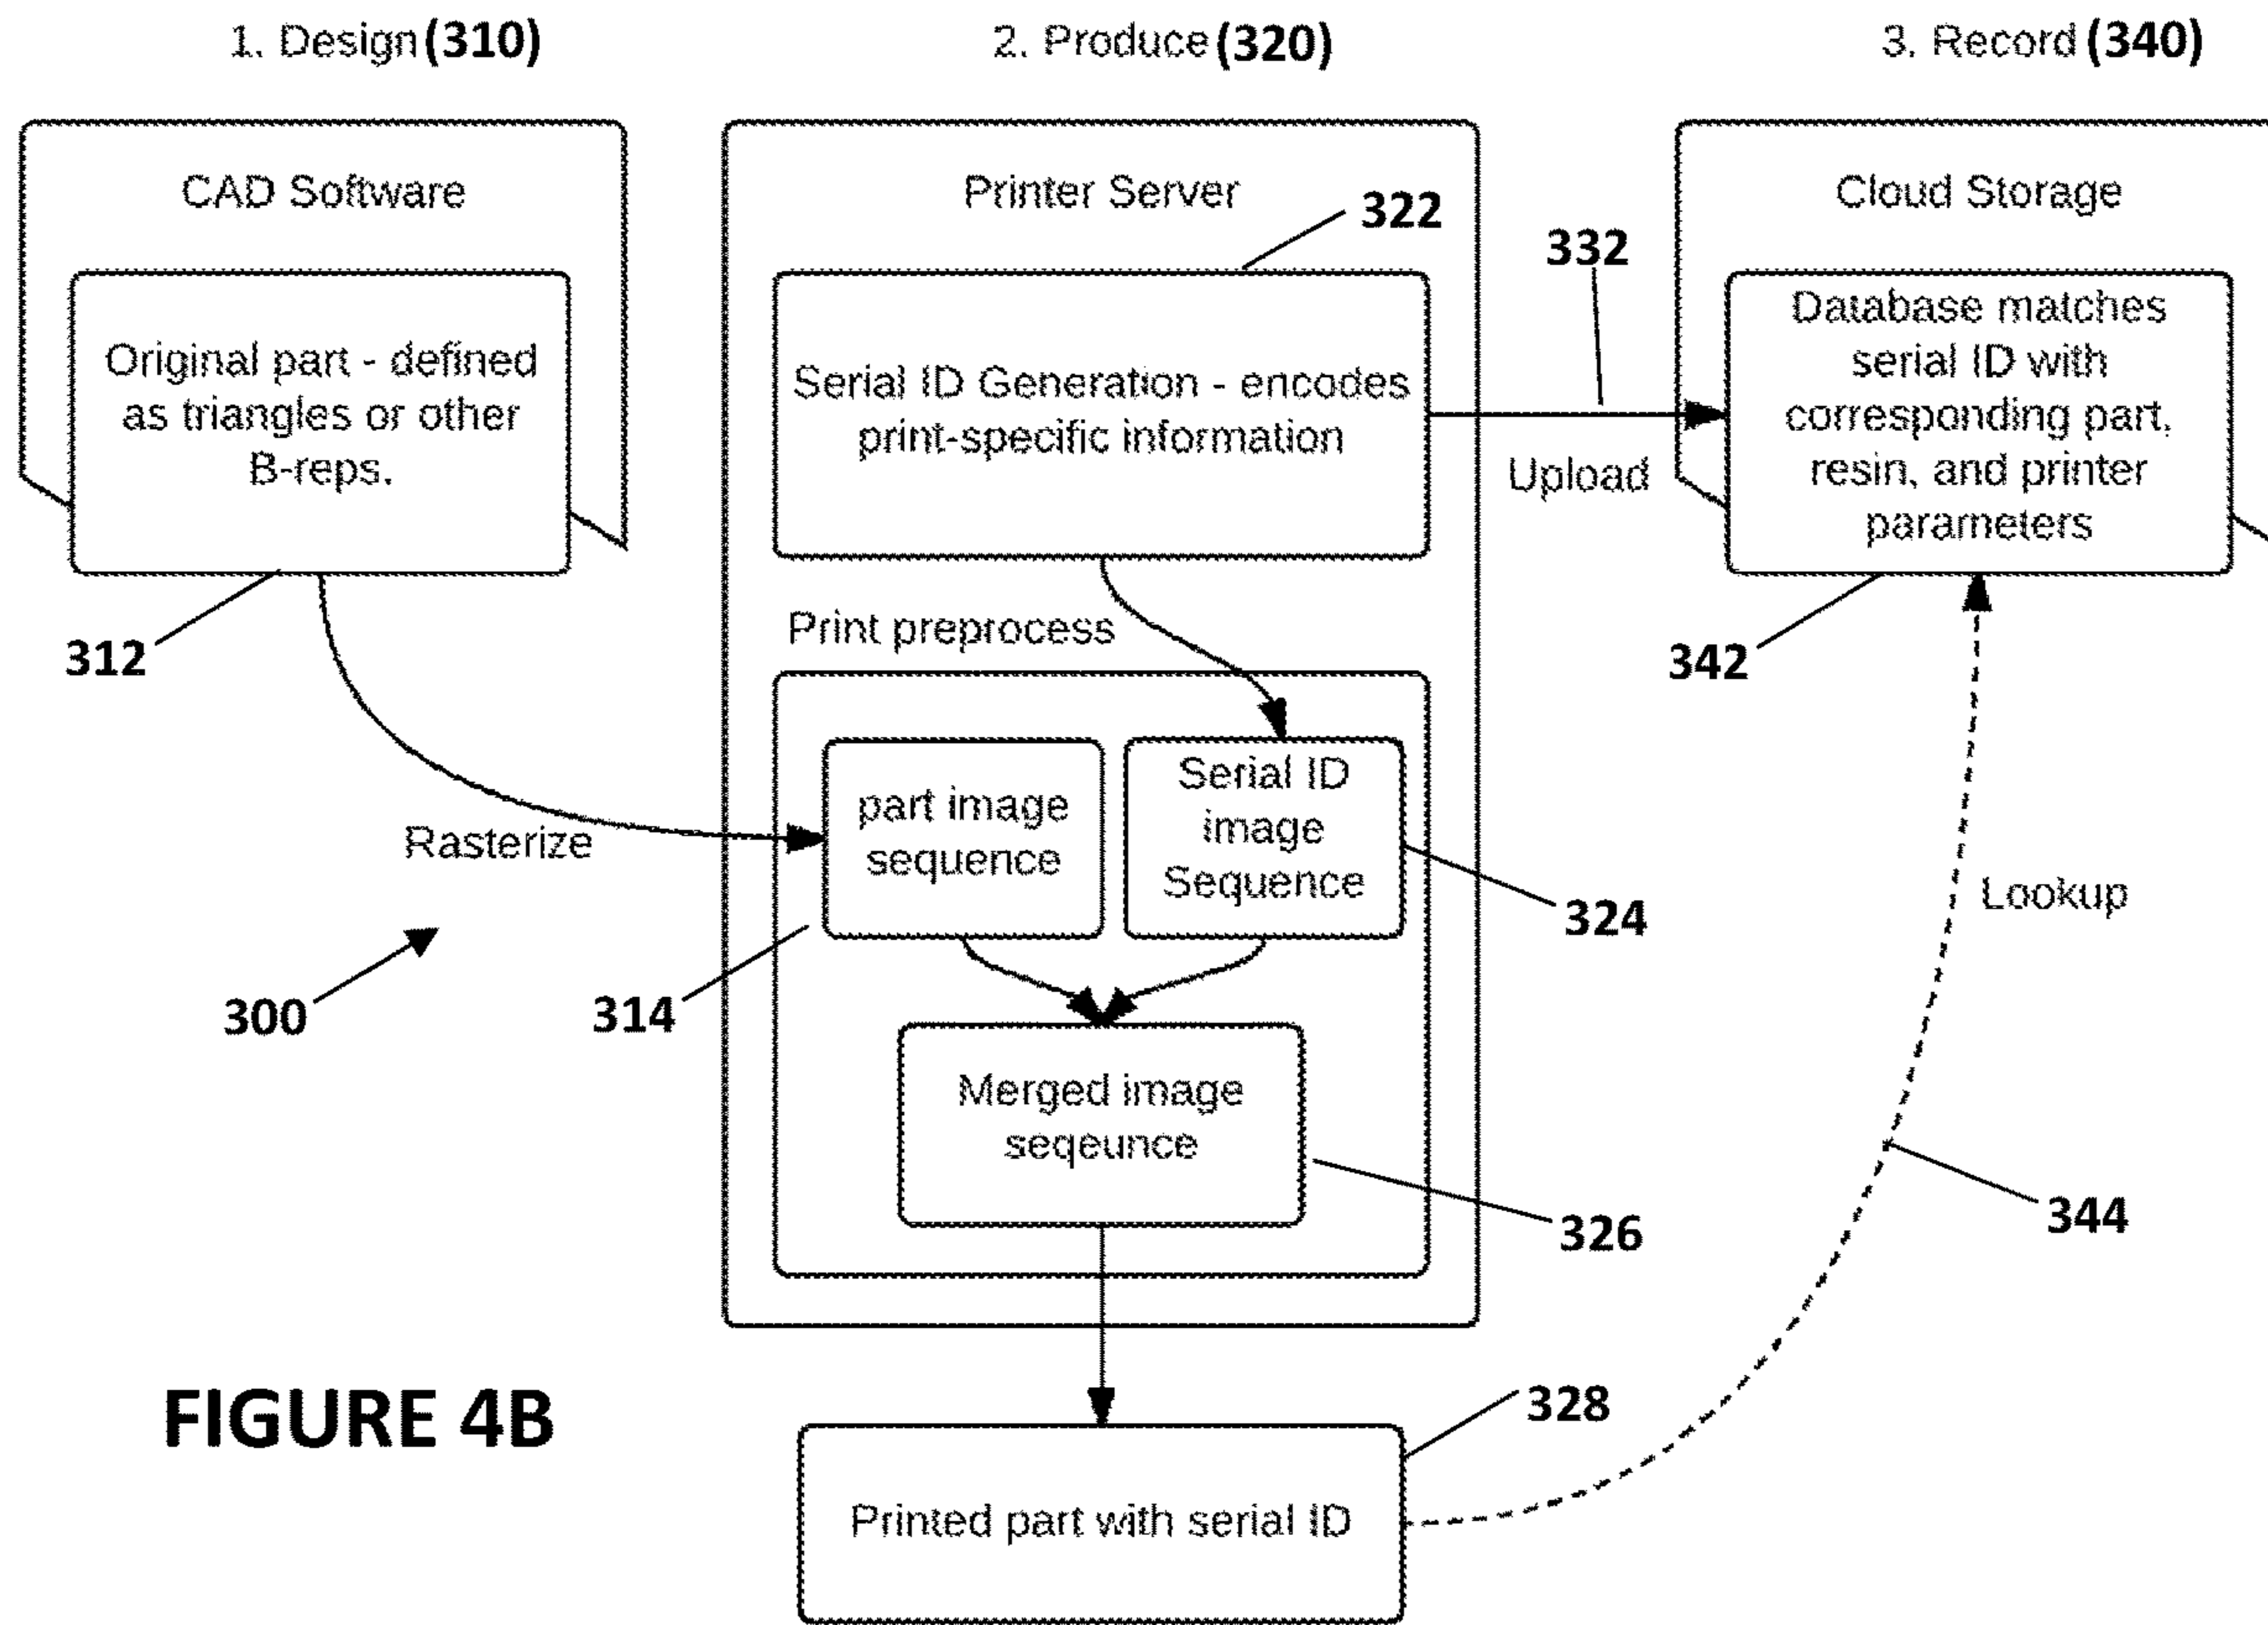 1. Design (310)
2. Produce (320)
3. Record (340)
CAD Software
Original part - defined
as triangles or other
B-reps.
312
Rasterize
300
Printer Server
322
Serial ID Generation - encodes
print-specific information
332
Upload
Print preprocess
part image
sequence
314
Serial ID
image
Sequence
324
Merged image
seqeunce
326
Printed part with serial ID
328
Cloud Storage
Database matches
serial ID with
corresponding part,
resin, and printer
parameters
342
Lookup
344
FIGURE 4B